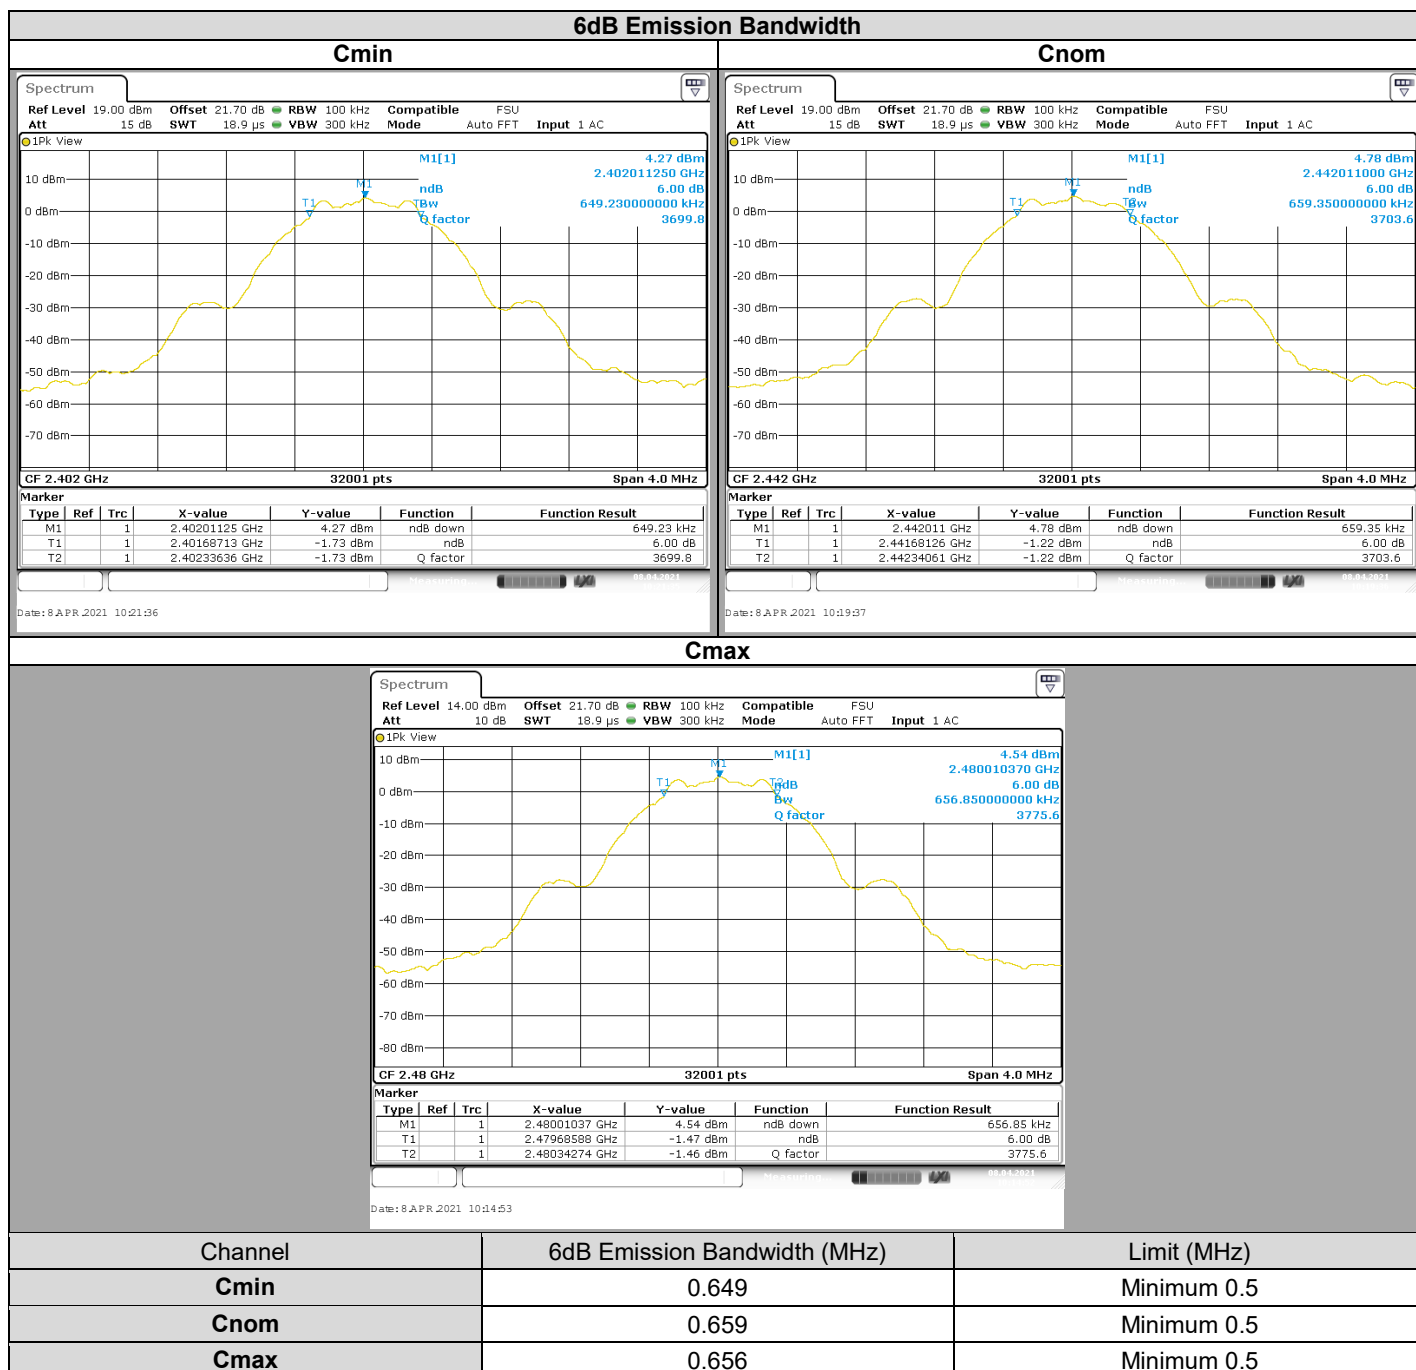 6dB Emission Bandwidth
Cmin
Cnom
Spectrum
Ref Level 19.00 dBm Offset 21.70 dB RBW 100 kHz Compatible FSU
Att 15 dB SWT 18.9 µs VBW 300 kHz Mode Auto FFT Input 1 AC
1Pk View
M1[1] 4.27 dBm
2.402011250 GHz
ndB 6.00 dB
Bw 649.230000000 kHz
Q factor 3699.8
M1
T1
T2
10 dBm
0 dBm
-10 dBm
-20 dBm
-30 dBm
-40 dBm
-50 dBm
-60 dBm
-70 dBm
CF 2.402 GHz 32001 pts Span 4.0 MHz
Marker
Type Ref Trc X-value Y-value Function Function Result
M1 1 2.40201125 GHz 4.27 dBm ndB down 649.23 kHz
T1 1 2.40168713 GHz -1.73 dBm ndB 6.00 dB
T2 1 2.40233636 GHz -1.73 dBm Q factor 3699.8
Measuring... 08.04.2021
Date: 8.APR.2021 10:21:36
Spectrum
Ref Level 19.00 dBm Offset 21.70 dB RBW 100 kHz Compatible FSU
Att 15 dB SWT 18.9 µs VBW 300 kHz Mode Auto FFT Input 1 AC
1Pk View
M1[1] 4.78 dBm
2.442011000 GHz
ndB 6.00 dB
Bw 659.350000000 kHz
Q factor 3703.6
M1
T1
T2
10 dBm
0 dBm
-10 dBm
-20 dBm
-30 dBm
-40 dBm
-50 dBm
-60 dBm
-70 dBm
CF 2.442 GHz 32001 pts Span 4.0 MHz
Marker
Type Ref Trc X-value Y-value Function Function Result
M1 1 2.442011 GHz 4.78 dBm ndB down 659.35 kHz
T1 1 2.44168126 GHz -1.22 dBm ndB 6.00 dB
T2 1 2.44234061 GHz -1.22 dBm Q factor 3703.6
Measuring... 08.04.2021
Date: 8.APR.2021 10:19:37
Cmax
Spectrum
Ref Level 14.00 dBm Offset 21.70 dB RBW 100 kHz Compatible FSU
Att 10 dB SWT 18.9 µs VBW 300 kHz Mode Auto FFT Input 1 AC
1Pk View
M1[1] 4.54 dBm
2.480010370 GHz
ndB 6.00 dB
Bw 656.850000000 kHz
Q factor 3775.6
M1
T1
T2
10 dBm
0 dBm
-10 dBm
-20 dBm
-30 dBm
-40 dBm
-50 dBm
-60 dBm
-70 dBm
-80 dBm
CF 2.48 GHz 32001 pts Span 4.0 MHz
Marker
Type Ref Trc X-value Y-value Function Function Result
M1 1 2.48001037 GHz 4.54 dBm ndB down 656.85 kHz
T1 1 2.47968588 GHz -1.47 dBm ndB 6.00 dB
T2 1 2.48034274 GHz -1.46 dBm Q factor 3775.6
Measuring... 08.04.2021
Date: 8.APR.2021 10:14:53
Channel 6dB Emission Bandwidth (MHz) Limit (MHz)
Cmin 0.649 Minimum 0.5
Cnom 0.659 Minimum 0.5
Cmax 0.656 Minimum 0.5